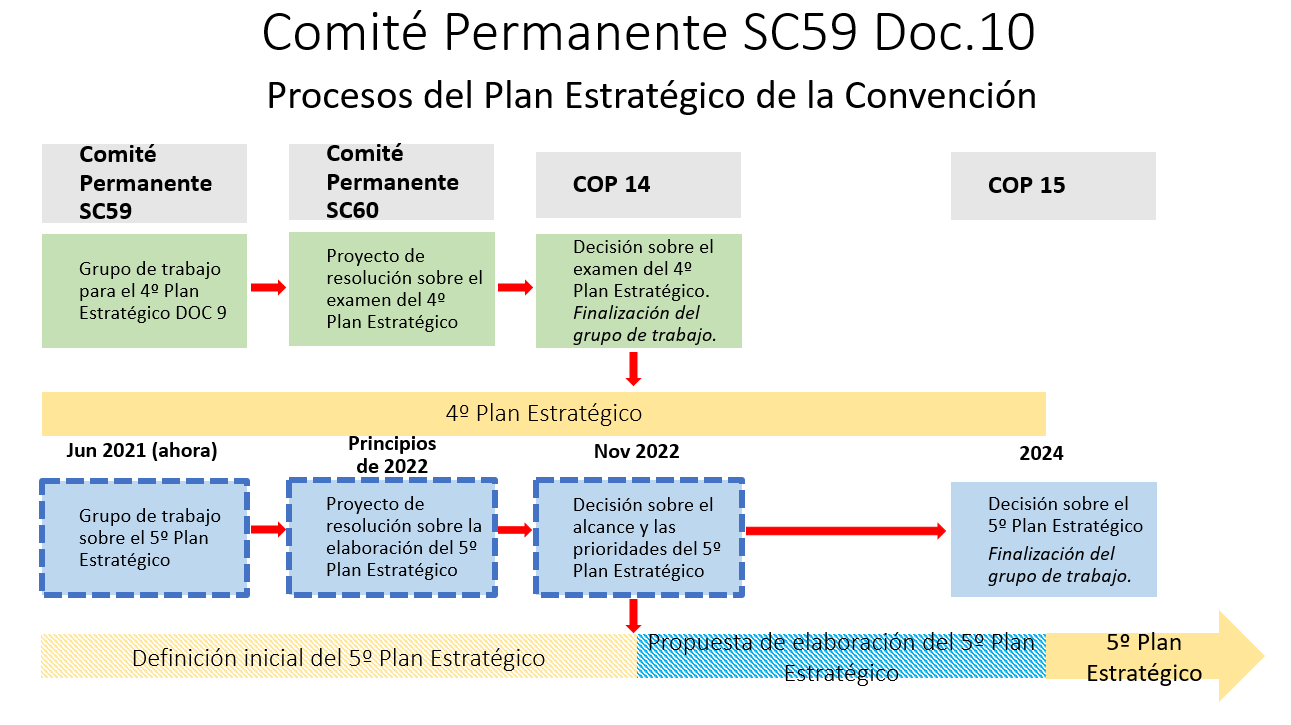 Comité Permanente SC59 Doc.10
Procesos del Plan Estratégico de la Convención
Comité
Permanente
SC59
Comité
Permanente
SC60
COP 14
COP 15
Grupo de trabajo
para el 4º Plan
Estratégico DOC 9
Proyecto de
resolución sobre el
examen del 4º
Plan Estratégico
Decisión sobre el
examen del 4º
Plan Estratégico.
Finalización del
grupo de trabajo.
4º Plan Estratégico
Jun 2021 (ahora)
Principios
de 2022
Nov 2022
2024
Grupo de trabajo
sobre el 5º Plan
Estratégico
Proyecto de
resolución sobre la
elaboración del 5º
Plan Estratégico
Decisión sobre el
alcance y las
prioridades del 5º
Plan Estratégico
Decisión sobre el
5º Plan Estratégico
Finalización del
grupo de trabajo.
Definición inicial del 5º Plan Estratégico
Propuesta de elaboración del 5º Plan
Estratégico
5º Plan
Estratégico